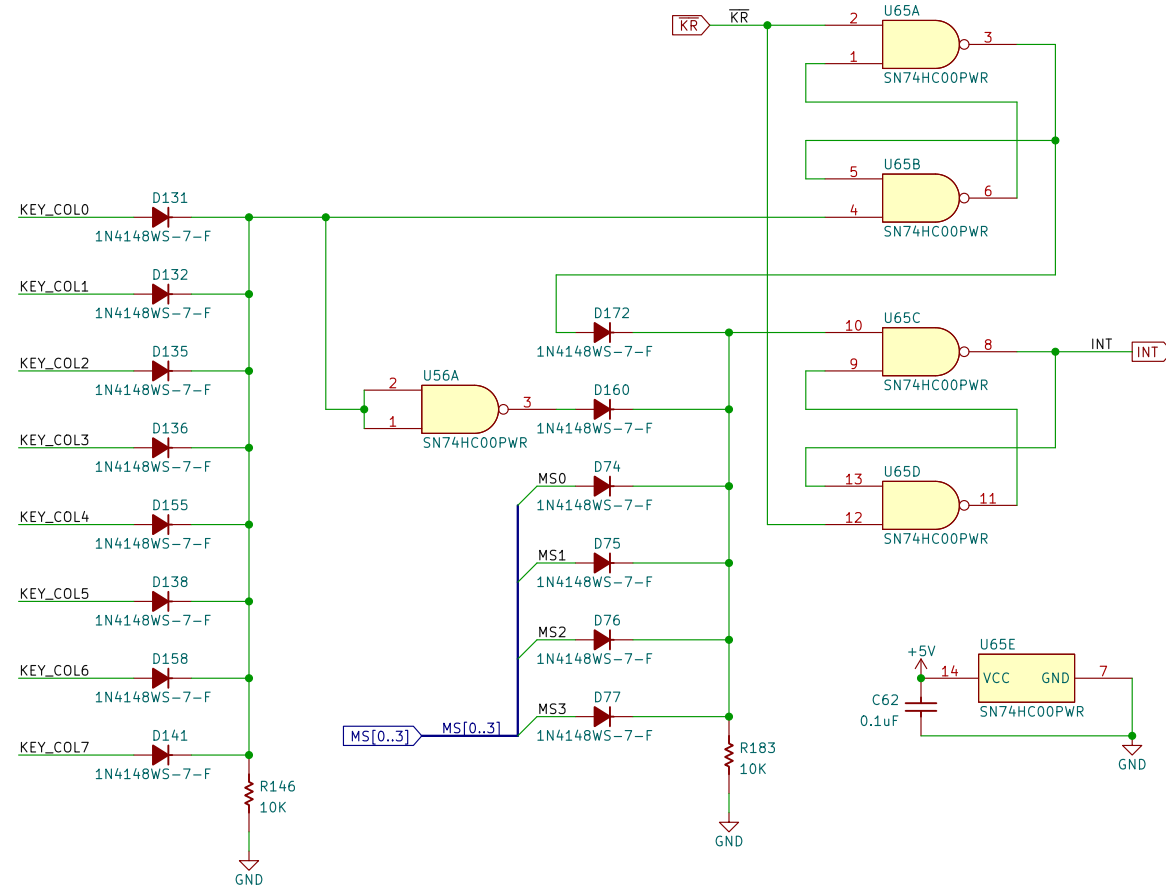 K̅R̅
K̅R̅
U65A
2
1
3
SN74HC00PWR
U65B
5
4
6
SN74HC00PWR
KEY_COL0
D131
1N4148WS-7-F
KEY_COL1
D132
1N4148WS-7-F
KEY_COL2
D135
1N4148WS-7-F
KEY_COL3
D136
1N4148WS-7-F
KEY_COL4
D155
1N4148WS-7-F
KEY_COL5
D138
1N4148WS-7-F
KEY_COL6
D158
1N4148WS-7-F
KEY_COL7
D141
1N4148WS-7-F
R146
10K
GND
U56A
2
1
3
SN74HC00PWR
D172
1N4148WS-7-F
D160
1N4148WS-7-F
MS0
D74
1N4148WS-7-F
MS1
D75
1N4148WS-7-F
MS2
D76
1N4148WS-7-F
MS3
D77
1N4148WS-7-F
MS[0..3]
MS[0..3]
R183
10K
GND
U65C
10
9
8
SN74HC00PWR
INT
INT
U65D
13
12
11
SN74HC00PWR
+5V
U65E
14
VCC
GND
7
SN74HC00PWR
C62
0.1uF
GND